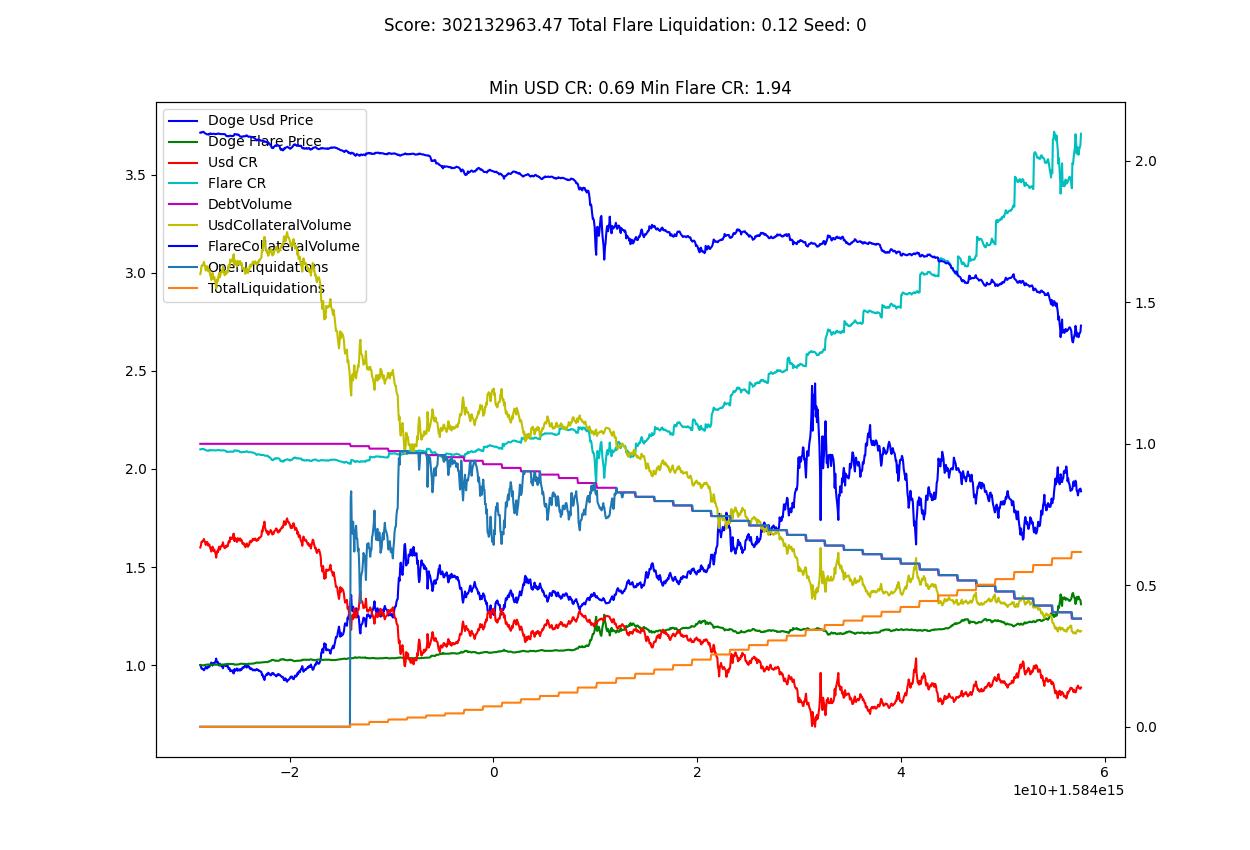 Score: 302132963.47 Total Flare Liquidation: 0.12 Seed: 0
Min USD CR: 0.69 Min Flare CR: 1.94
Doge Usd Price
Doge Flare Price
Usd CR
Flare CR
DebtVolume
UsdCollateralVolume
FlareCollateralVolume
OpenLiquidations
TotalLiquidations
3.5
3.0
2.5
2.0
1.5
1.0
2.0
1.5
1.0
0.5
0.0
−2
0
2
4
6
1e10+1.584e15